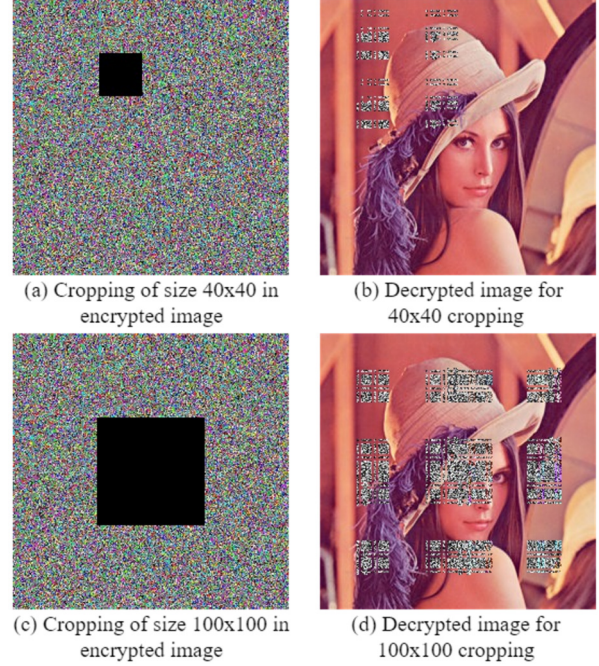 (a) Cropping of size 40x40 in
encrypted image
(b) Decrypted image for
40x40 cropping
(c) Cropping of size 100x100 in
encrypted image
(d) Decrypted image for
100x100 cropping